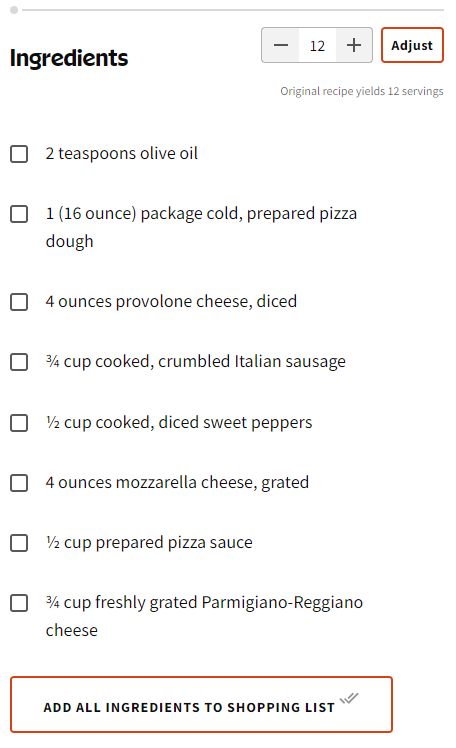 Ingredients
− 12 + Adjust
Original recipe yields 12 servings
2 teaspoons olive oil
1 (16 ounce) package cold, prepared pizza
dough
4 ounces provolone cheese, diced
¾ cup cooked, crumbled Italian sausage
½ cup cooked, diced sweet peppers
4 ounces mozzarella cheese, grated
½ cup prepared pizza sauce
¾ cup freshly grated Parmigiano-Reggiano
cheese
ADD ALL INGREDIENTS TO SHOPPING LIST